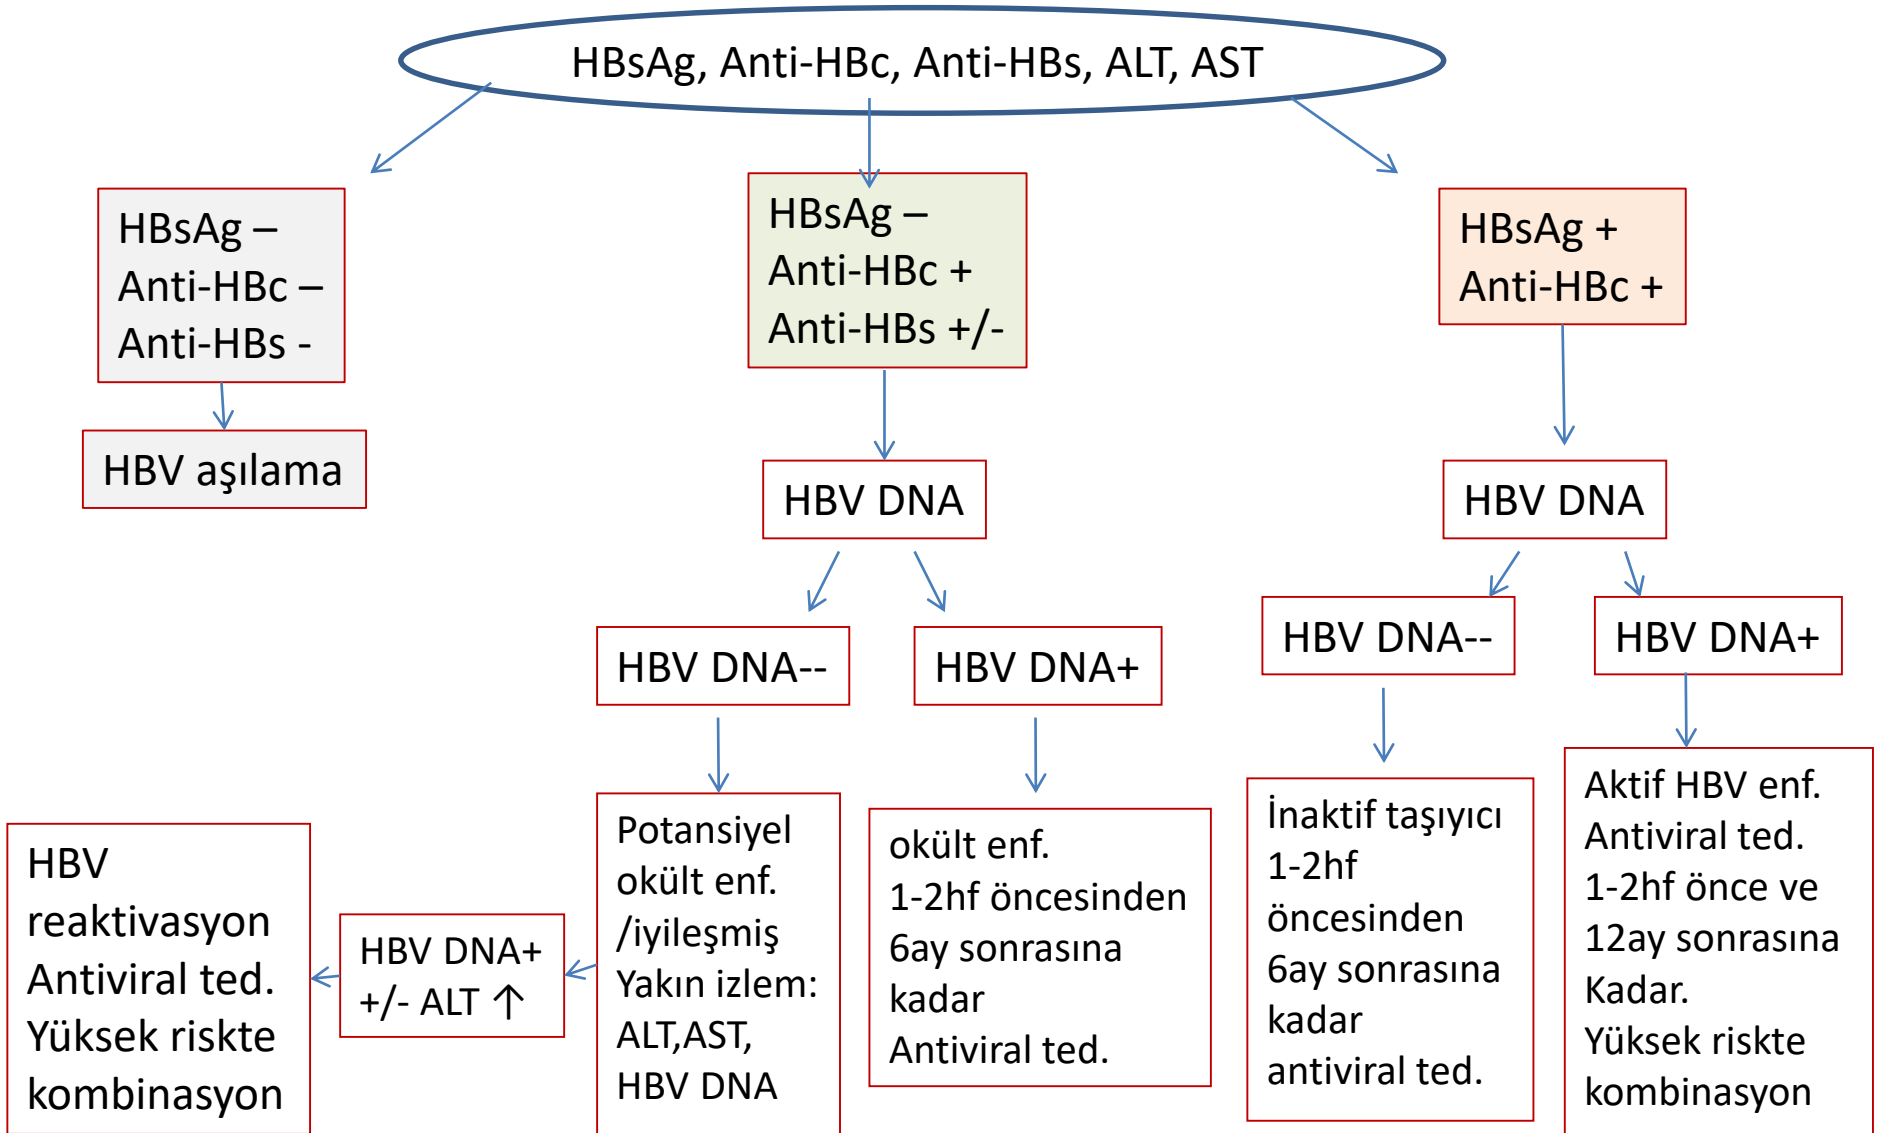 HBsAg, Anti-HBc, Anti-HBs, ALT, AST
HBsAg –
Anti-HBc –
Anti-HBs -
HBV aşılama
HBsAg –
Anti-HBc +
Anti-HBs +/-
HBV DNA
HBV DNA--
HBV DNA+
Potansiyel
okült enf.
/iyileşmiş
Yakın izlem:
ALT,AST,
HBV DNA
HBV DNA+
+/- ALT ↑
HBV
reaktivasyon
Antiviral ted.
Yüksek riskte
kombinasyon
okült enf.
1-2hf öncesinden
6ay sonrasına
kadar
Antiviral ted.
HBsAg +
Anti-HBc +
HBV DNA
HBV DNA--
HBV DNA+
İnaktif taşıyıcı
1-2hf
öncesinden
6ay sonrasına
kadar
antiviral ted.
Aktif HBV enf.
Antiviral ted.
1-2hf önce ve
12ay sonrasına
Kadar.
Yüksek riskte
kombinasyon